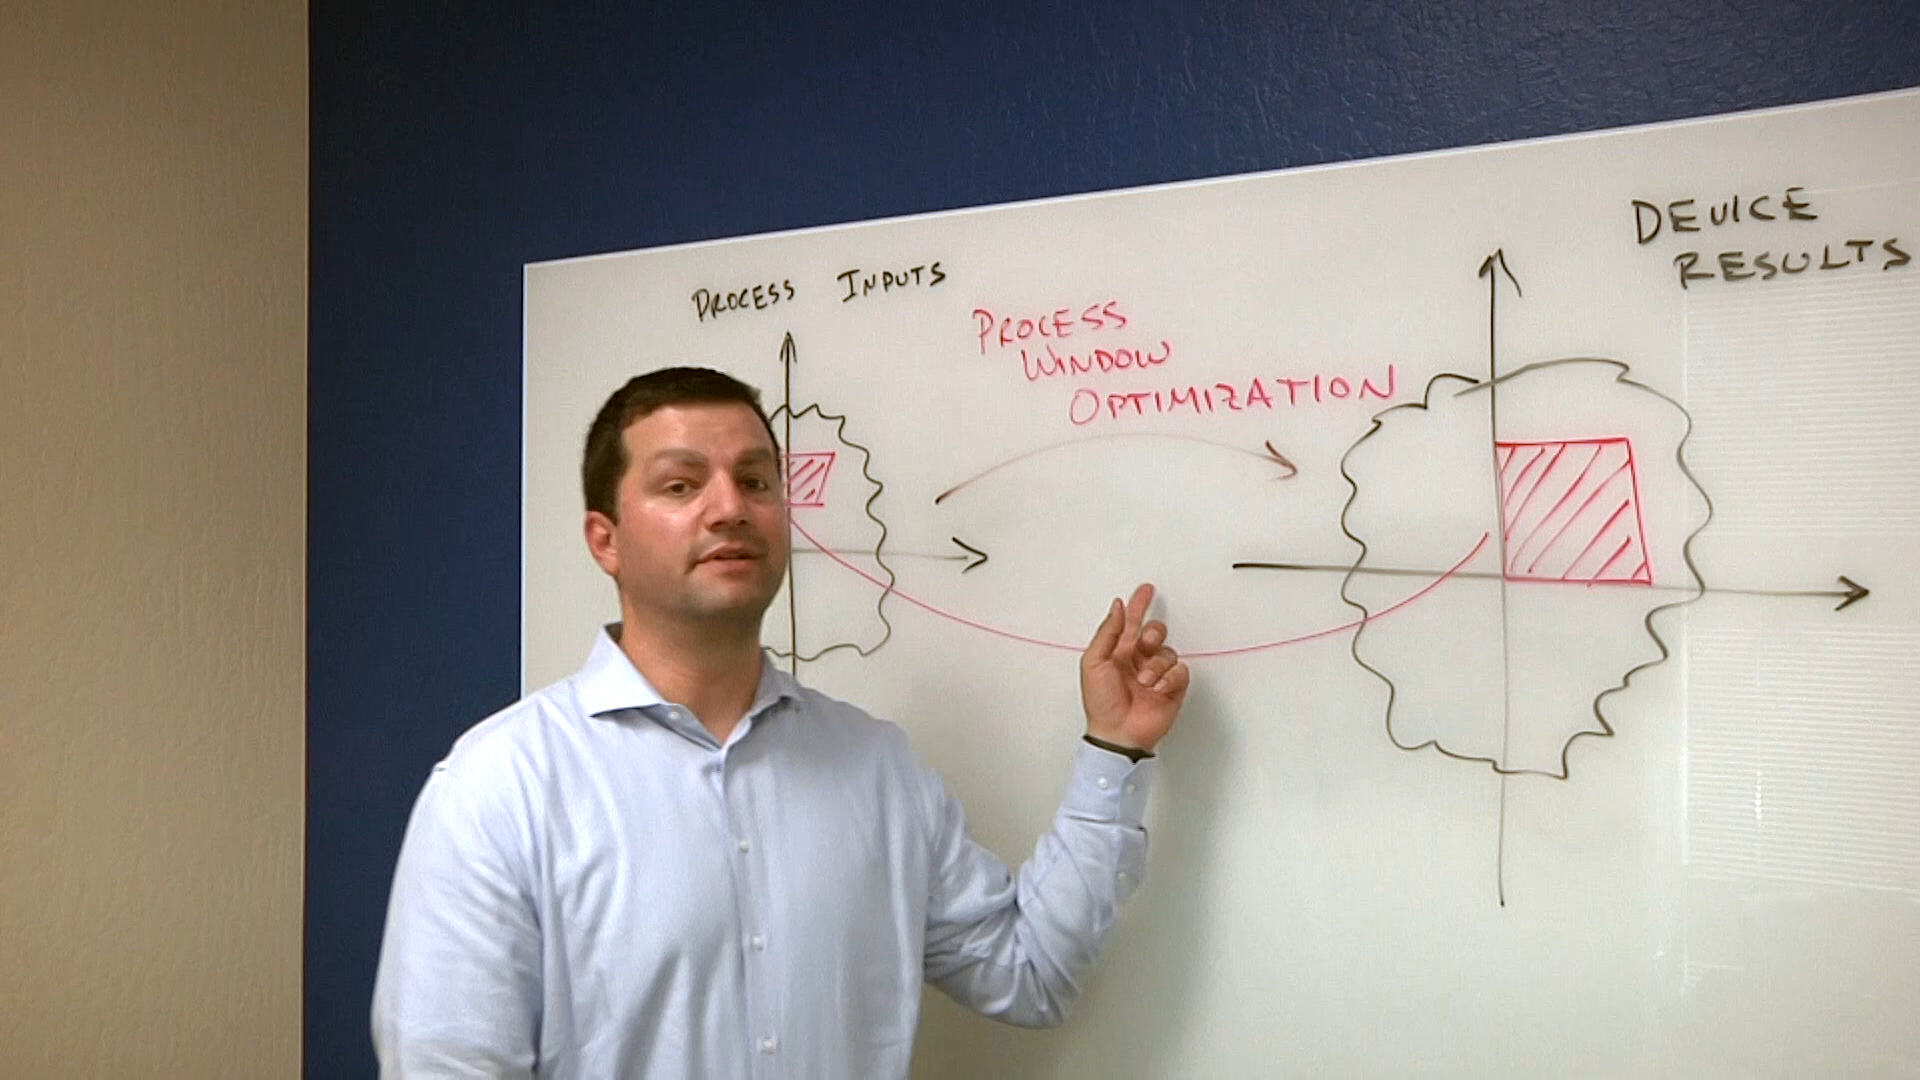 PROCESS INPUTS
PROCESS
WINDOW
OPTIMIZATION
DEVICE
RESULTS